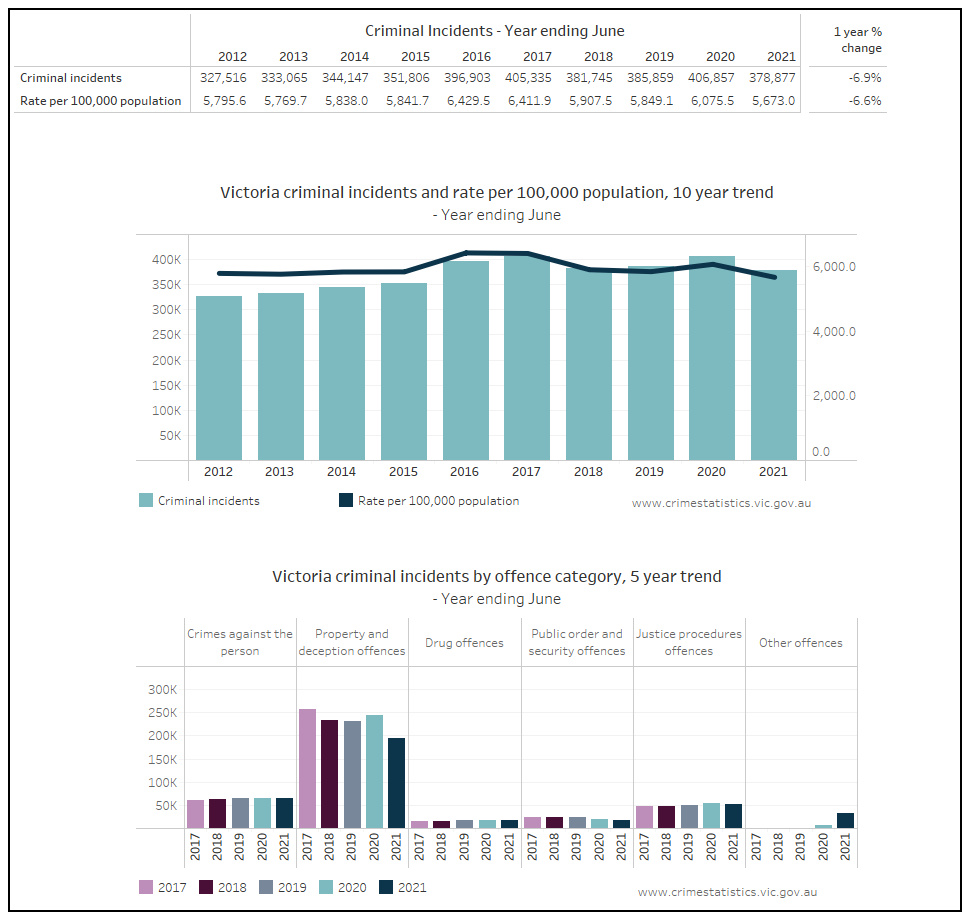 Criminal Incidents - Year ending June
1 year % change
2012 2013 2014 2015 2016 2017 2018 2019 2020 2021
Criminal incidents 327,516 333,065 344,147 351,806 396,903 405,335 381,745 385,859 406,857 378,877 -6.9%
Rate per 100,000 population 5,795.6 5,769.7 5,838.0 5,841.7 6,429.5 6,411.9 5,907.5 5,849.1 6,075.5 5,673.0 -6.6%
Victoria criminal incidents and rate per 100,000 population, 10 year trend
- Year ending June
400K
350K
300K
250K
200K
150K
100K
50K
6,000.0
4,000.0
2,000.0
0.0
2012 2013 2014 2015 2016 2017 2018 2019 2020 2021
Criminal incidents Rate per 100,000 population
www.crimestatistics.vic.gov.au
Victoria criminal incidents by offence category, 5 year trend
- Year ending June
Crimes against the person
Property and deception offences
Drug offences
Public order and security offences
Justice procedures offences
Other offences
300K
250K
200K
150K
100K
50K
2017 2018 2019 2020 2021 2017 2018 2019 2020 2021 2017 2018 2019 2020 2021 2017 2018 2019 2020 2021 2017 2018 2019 2020 2021 2017 2018 2019 2020 2021
2017 2018 2019 2020 2021
www.crimestatistics.vic.gov.au